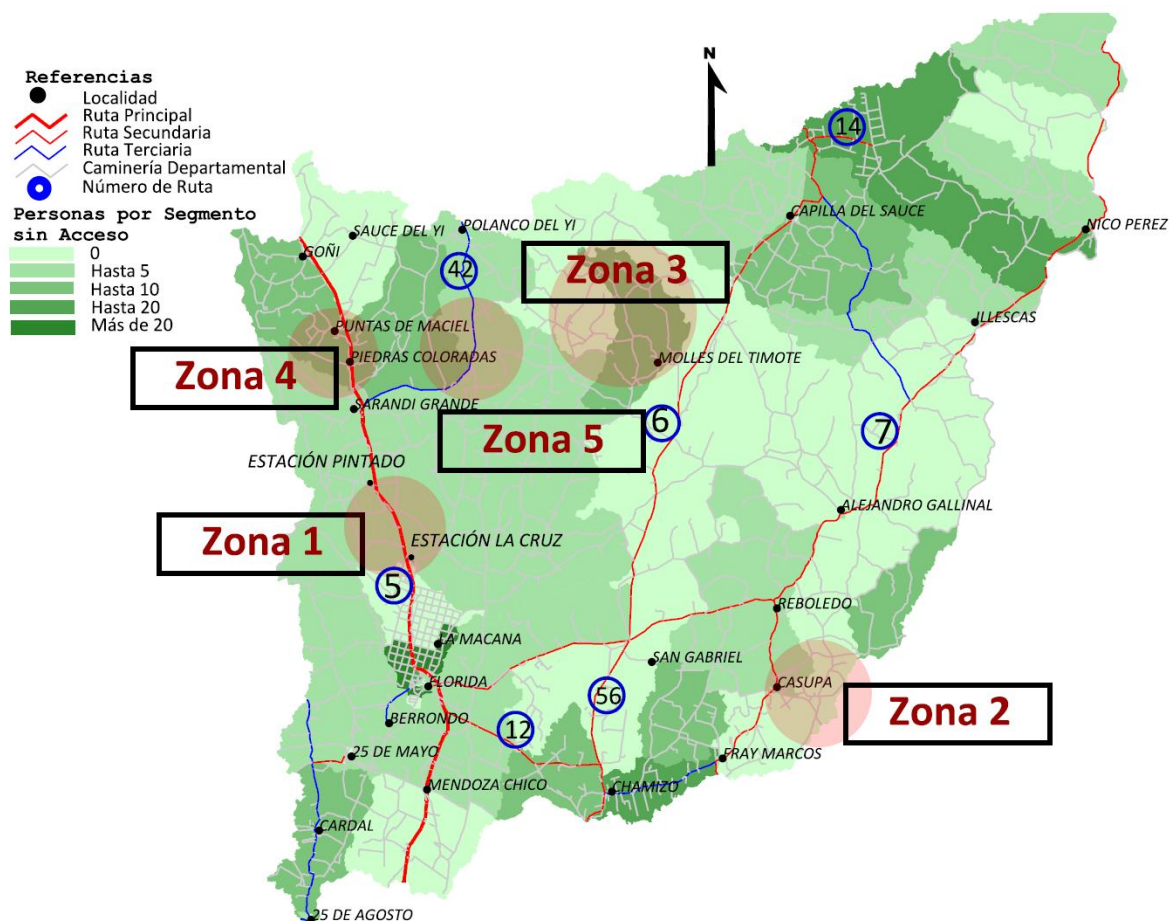 N
Referencias
Localidad
Ruta Principal
Ruta Secundaria
Ruta Terciaria
Caminería Departamental
Número de Ruta
Personas por Segmento
sin Acceso
0
Hasta 5
Hasta 10
Hasta 20
Más de 20
14
CAPILLA DEL SAUCE
NICO PEREZ
SAUCE DEL YI
POLANCO DEL YI
GOÑI
42
Zona 3
ILLESCAS
PUNTAS DE MACIEL
PIEDRAS COLORADAS
MOLLES DEL TIMOTE
Zona 4
SARANDI GRANDE
6
7
Zona 5
ESTACIÓN PINTADO
ALEJANDRO GALLINAL
Zona 1
ESTACIÓN LA CRUZ
5
REBOLEDO
LA MACANA
SAN GABRIEL
FLORIDA
CASUPA
56
Zona 2
BERRONDO
12
25 DE MAYO
FRAY MARCOS
MENDOZA CHICO
CHAMIZO
CARDAL
25 DE AGOSTO